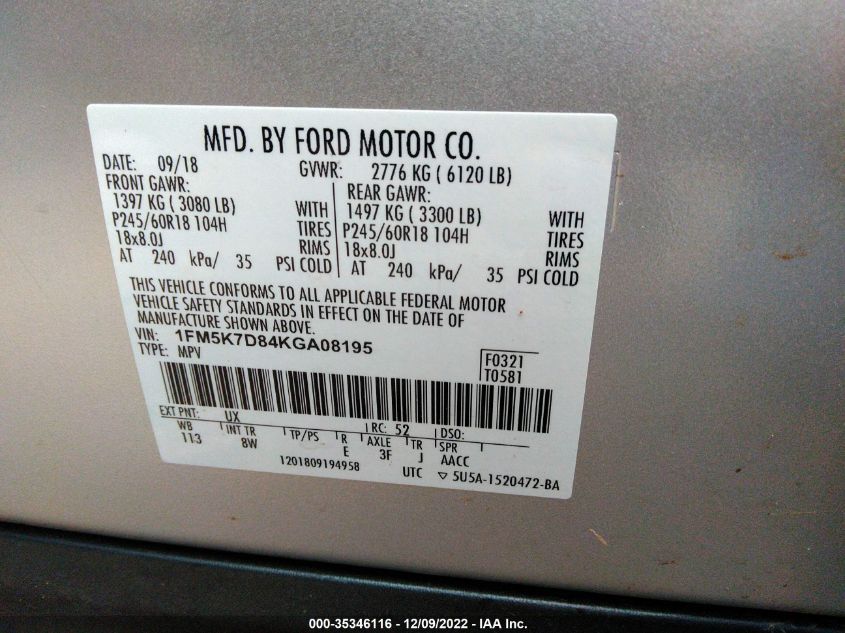 MFD. BY FORD MOTOR CO.
DATE: 09/18 GVWR: 2776 KG ( 6120 LB)
FRONT GAWR: REAR GAWR:
1397 KG ( 3080 LB) WITH 1497 KG ( 3300 LB) WITH
P245/60R18 104H TIRES P245/60R18 104H TIRES
18x8.0J RIMS 18x8.0J RIMS
AT 240 kPa/ 35 PSI COLD AT 240 kPa/ 35 PSI COLD
THIS VEHICLE CONFORMS TO ALL APPLICABLE FEDERAL MOTOR
VEHICLE SAFETY STANDARDS IN EFFECT ON THE DATE OF
MANUFACTURE SHOWN ABOVE.
VIN: 1FM5K7D84KGA08195
TYPE: MPV
F0321
T0581
EXT PNT: UX RC: 52 DSO:
WB INT TR TP/PS R AXLE TR SPR
113 8W E 3F J AACC
1201809194958 UTC ▽ 5U5A-1520472-BA
000-35346116 - 12/09/2022 - IAA Inc.